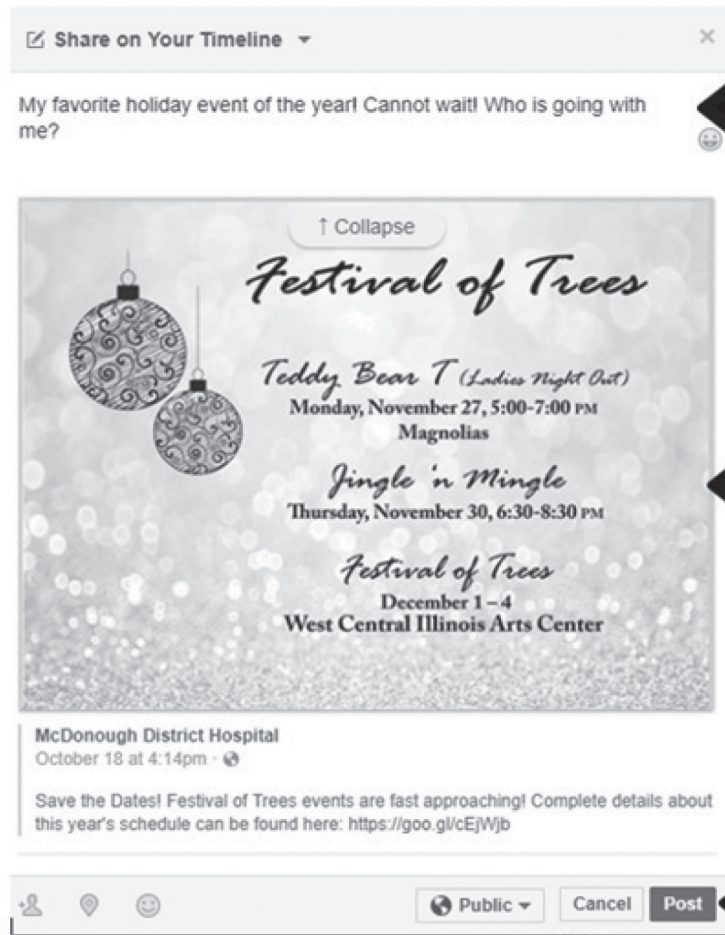 Share on Your Timeline
My favorite holiday event of the year! Cannot wait! Who is going with
me?
↑ Collapse
Festival of Trees
Teddy Bear T (Ladies Night Out)
Monday, November 27, 5:00-7:00 PM
Magnolias
Jingle 'n Mingle
Thursday, November 30, 6:30-8:30 PM
Festival of Trees
December 1 – 4
West Central Illinois Arts Center
McDonough District Hospital
October 18 at 4:14pm ·
Save the Dates! Festival of Trees events are fast approaching! Complete details about
this year's schedule can be found here: https://goo.gl/cEjWjb
Public Cancel Post